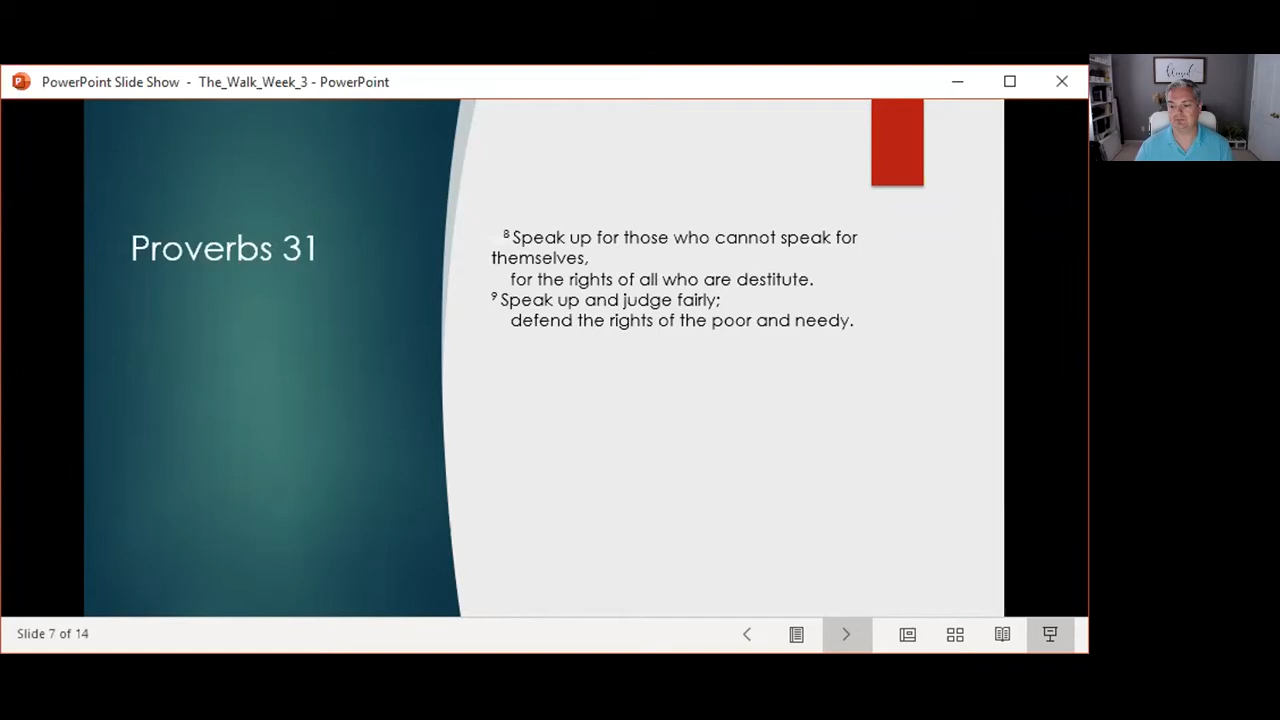 PowerPoint Slide Show - The_Walk_Week_3 - PowerPoint
Proverbs 31
⁸ Speak up for those who cannot speak for
themselves,
for the rights of all who are destitute.
⁹ Speak up and judge fairly;
defend the rights of the poor and needy.
Slide 7 of 14